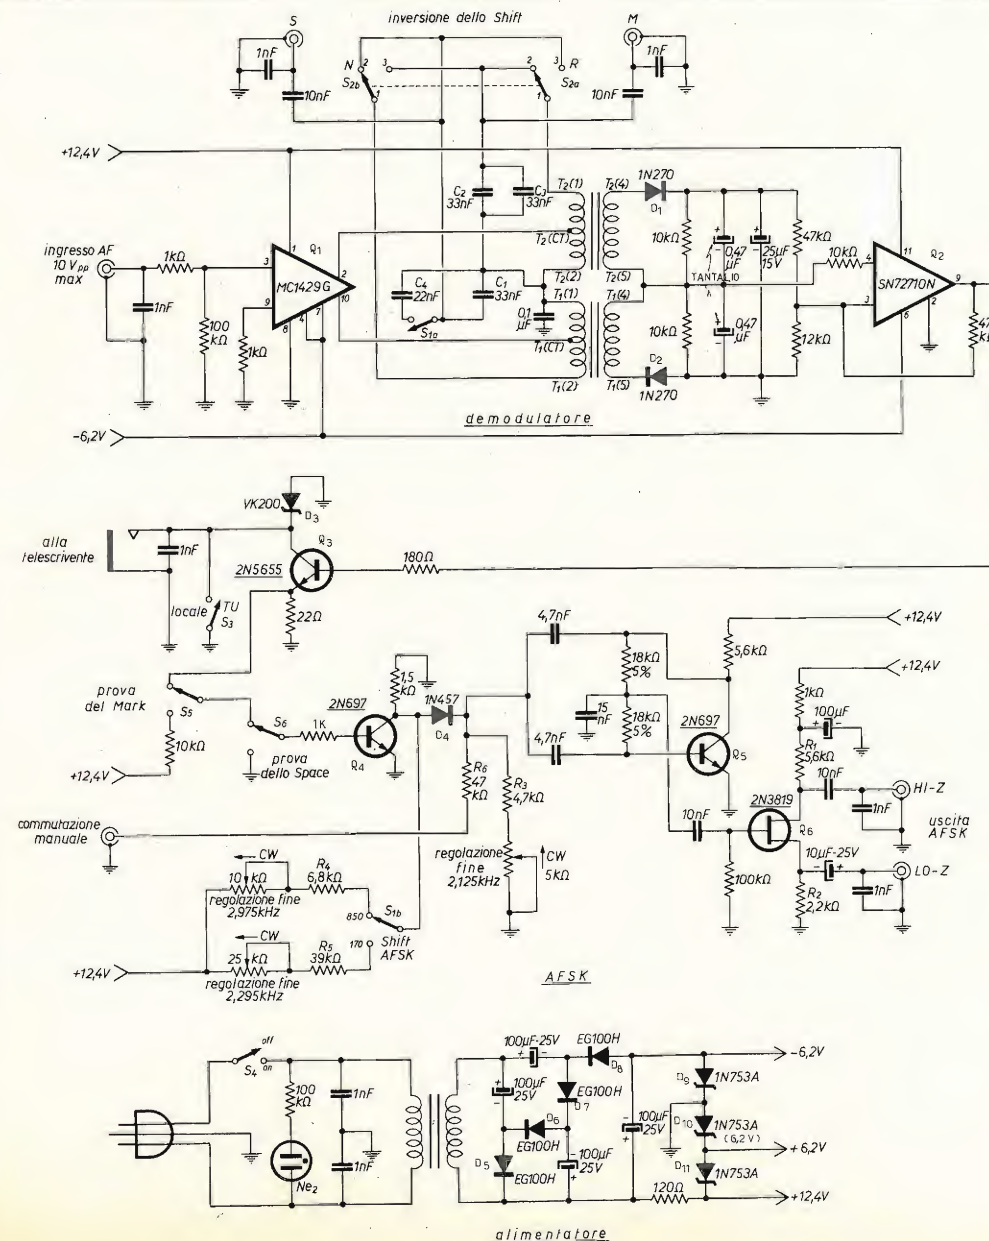 inversione dello Shift
S
M
1nF
10nF
N
2
3
S2b
1
3
2
3
R
S2a
1
1nF
10nF
+12,4V
C2
33nF
C3
33nF
T2(1)
T2(4)
1N270
D1
T2(CT)
T2(2)
T2(5)
T1(1)
T1(4)
T1(CT)
T1(2)
T1(5)
ingresso AF
10 Vpp
max
1kΩ
1nF
100
kΩ
1kΩ
1
Q1
3
MC1429G
9
4
7
8
2
10
C4
22nF
C1
33nF
S1a
0,1
µF
10kΩ
0,47
µF
25µF
15V
TANTALIO
10kΩ
0,47
µF
D2
1N270
47kΩ
12kΩ
10kΩ
4
11
Q2
SN72710N
9
3
2
6
47
kΩ
demodulatore
-6,2V
VK200
D3
alla
telescrivente
1nF
locale
TU
S3
Q3
2N5655
22Ω
180Ω
prova
del Mark
S5
10kΩ
+12,4V
S6
prova
dello Space
1K
2N697
Q4
1,5
kΩ
1N457
D4
R6
47
kΩ
R3
4,7kΩ
regolazione
fine
2,125kHz
CW
5kΩ
4,7nF
4,7nF
15
nF
18kΩ
5%
18kΩ
5%
5,6kΩ
2N697
Q5
+12,4V
+12,4V
1kΩ
100µF
R1
5,6kΩ
10nF
2N3819
Q6
10nF
100kΩ
1nF
HI-Z
uscita
AFSK
10µF-25V
LO-Z
1nF
R2
2,2kΩ
commutazione
manuale
CW
10 kΩ
regolazione fine
2,975kHz
R4
6,8kΩ
850
S1b
170
Shift
AFSK
CW
25 kΩ
regolazione fine
2,295kHz
R5
39kΩ
+12,4V
AFSK
off
S4
on
100
kΩ
Ne2
1nF
1nF
100µF-25V
EG100H
D8
100µF
25V
EG100H
D7
D6
EG100H
D5
EG100H
100µF
25V
100µF
25V
D9
1N753A
D10
1N753A
(6,2V)
D11
1N753A
120Ω
-6,2V
+6,2V
+12,4V
alimentatore